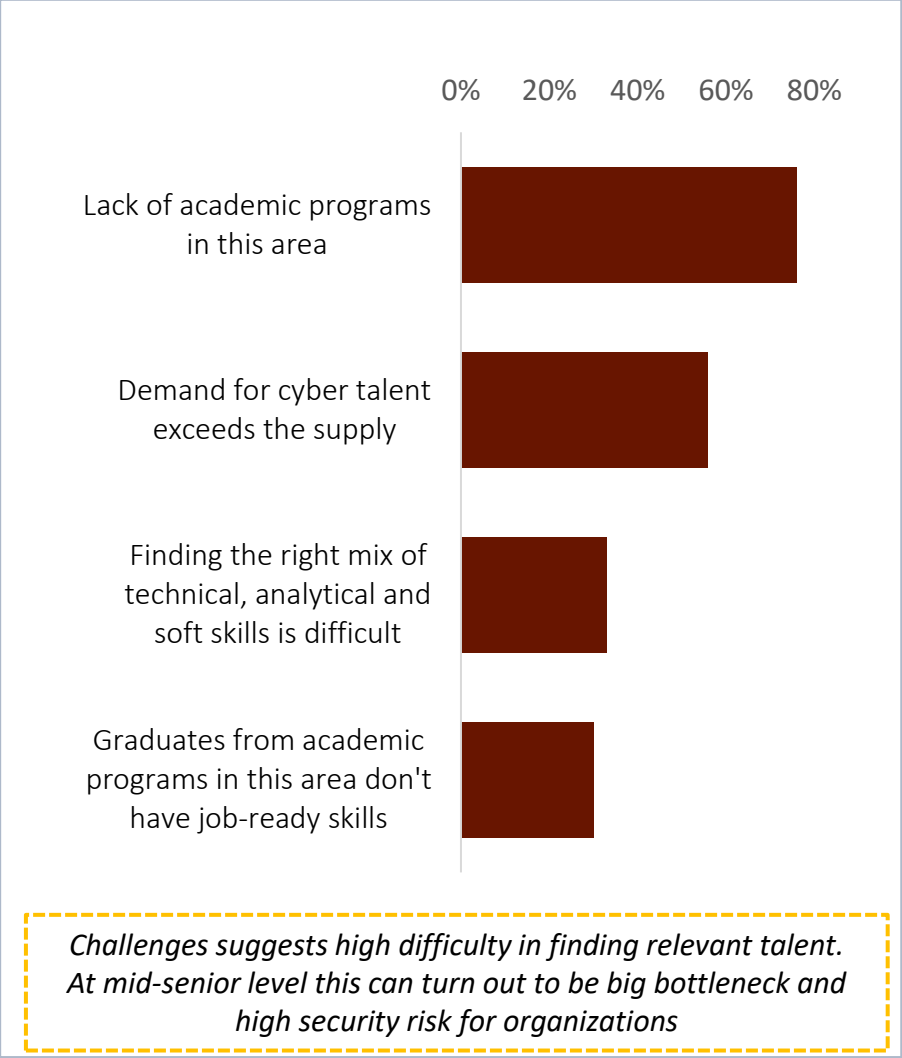 0% 20% 40% 60% 80%
Lack of academic programs
in this area
Demand for cyber talent
exceeds the supply
Finding the right mix of
technical, analytical and
soft skills is difficult
Graduates from academic
programs in this area don't
have job-ready skills
Challenges suggests high difficulty in finding relevant talent.
At mid-senior level this can turn out to be big bottleneck and
high security risk for organizations